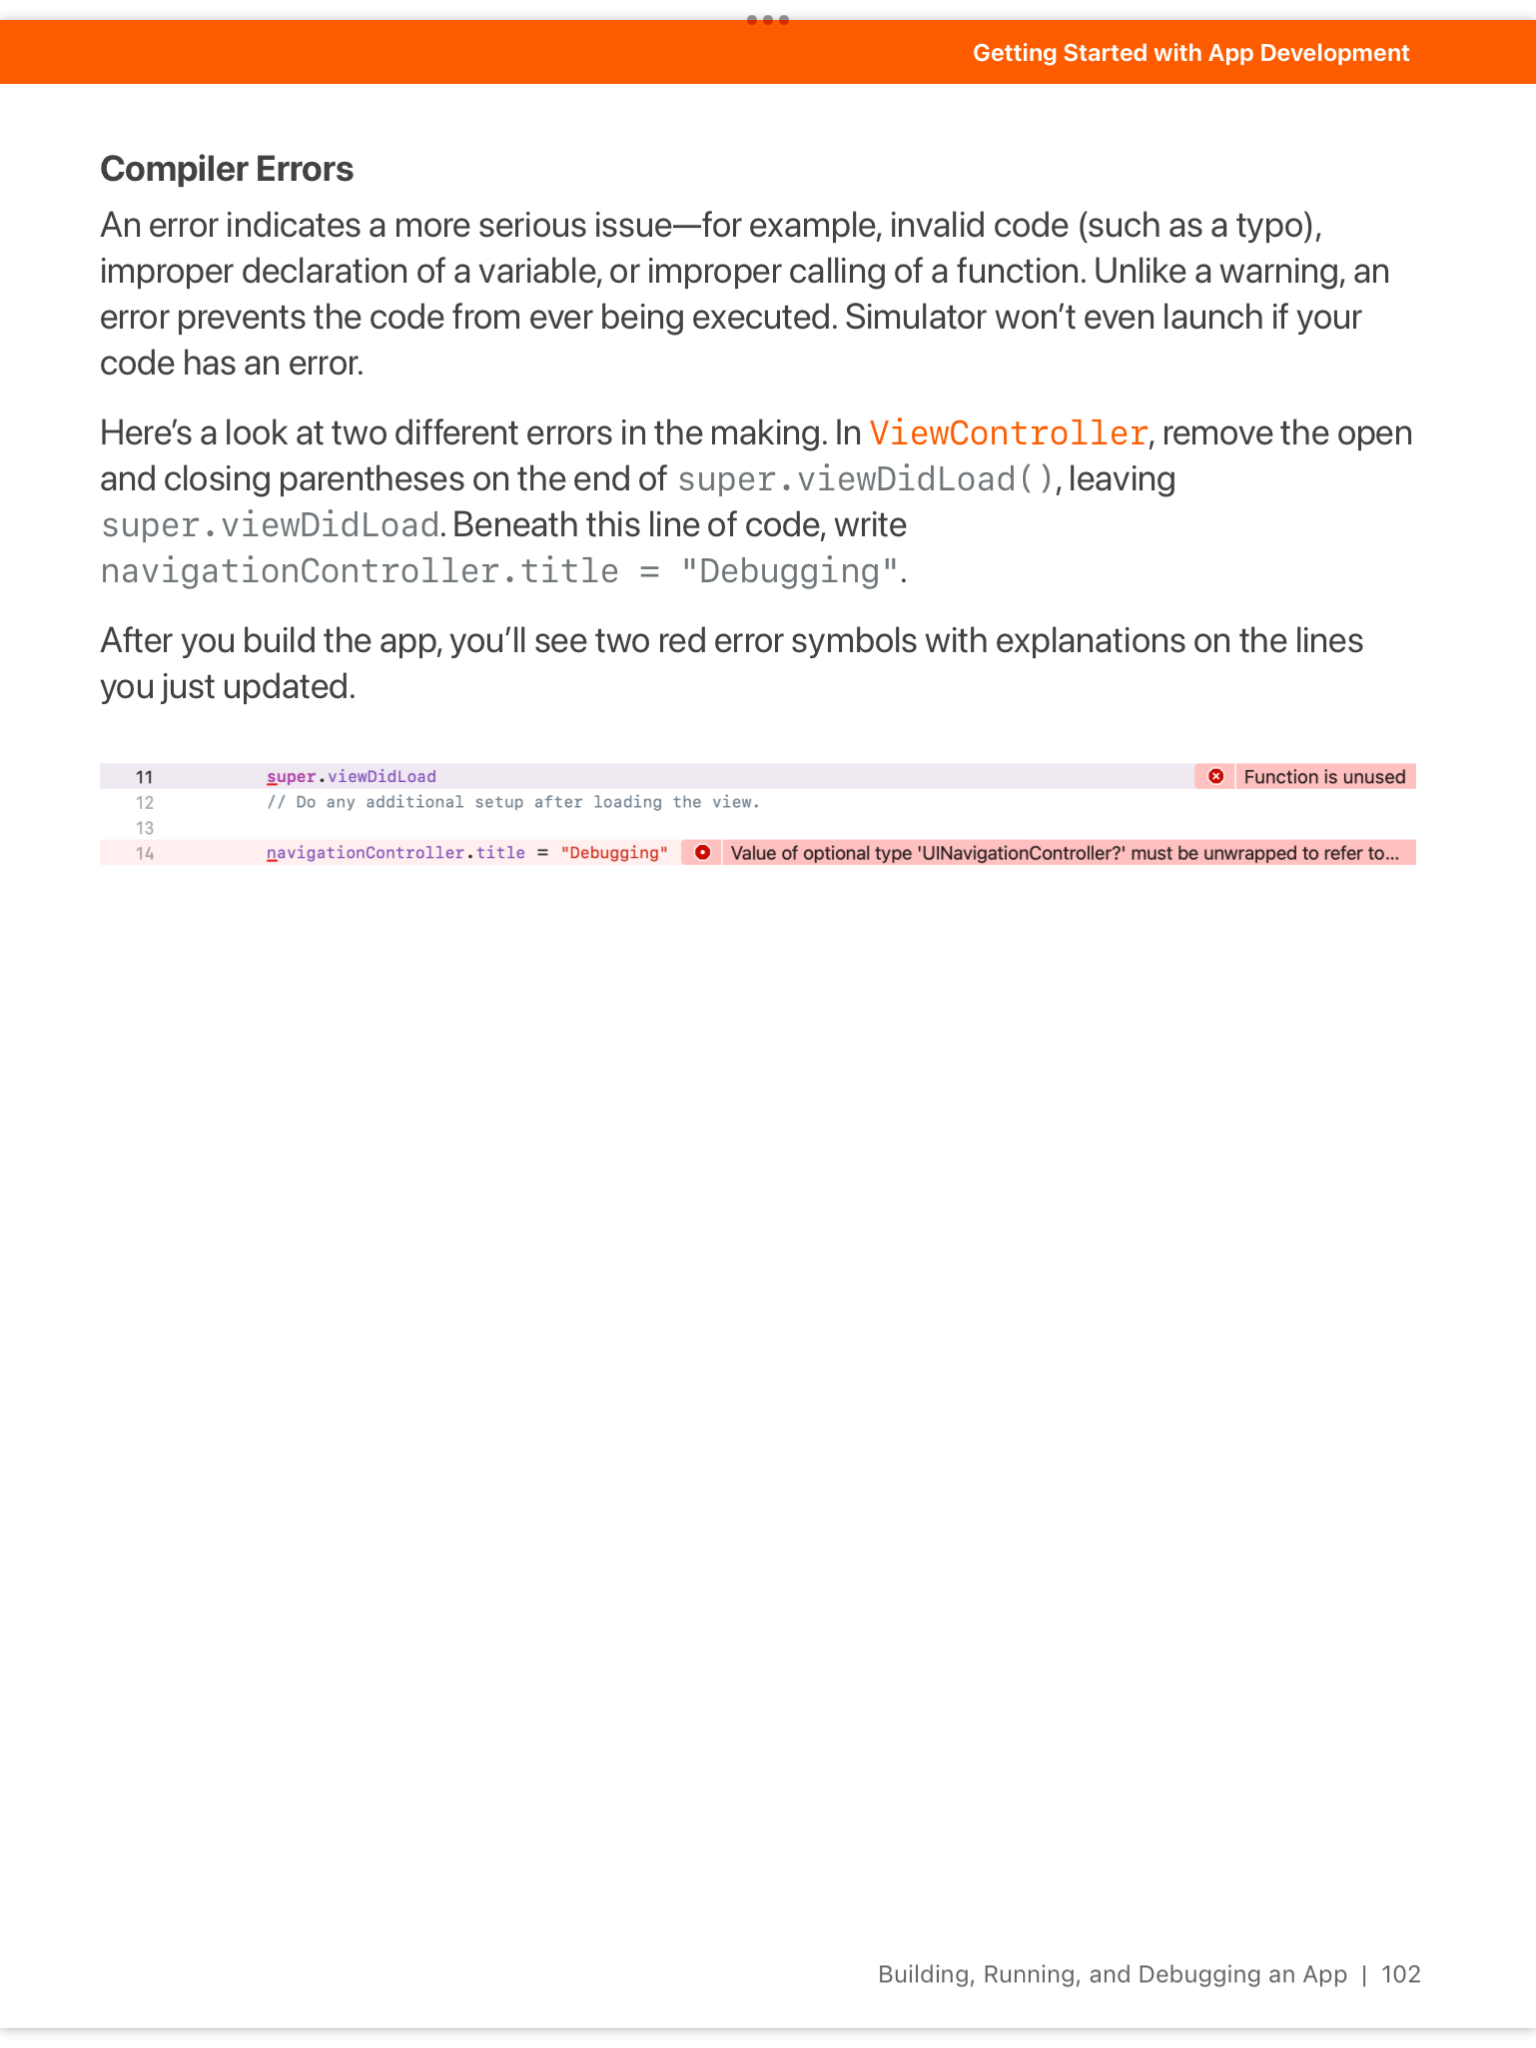 Getting Started with App Development
Compiler Errors
An error indicates a more serious issue—for example, invalid code (such as a typo),
improper declaration of a variable, or improper calling of a function. Unlike a warning, an
error prevents the code from ever being executed. Simulator won’t even launch if your
code has an error.
Here’s a look at two different errors in the making. In ViewController, remove the open
and closing parentheses on the end of super.viewDidLoad(), leaving
super.viewDidLoad. Beneath this line of code, write
navigationController.title = "Debugging".
After you build the app, you’ll see two red error symbols with explanations on the lines
you just updated.
11 super.viewDidLoad Function is unused
12 // Do any additional setup after loading the view.
13
14 navigationController.title = "Debugging" Value of optional type 'UINavigationController?' must be unwrapped to refer to...
Building, Running, and Debugging an App | 102